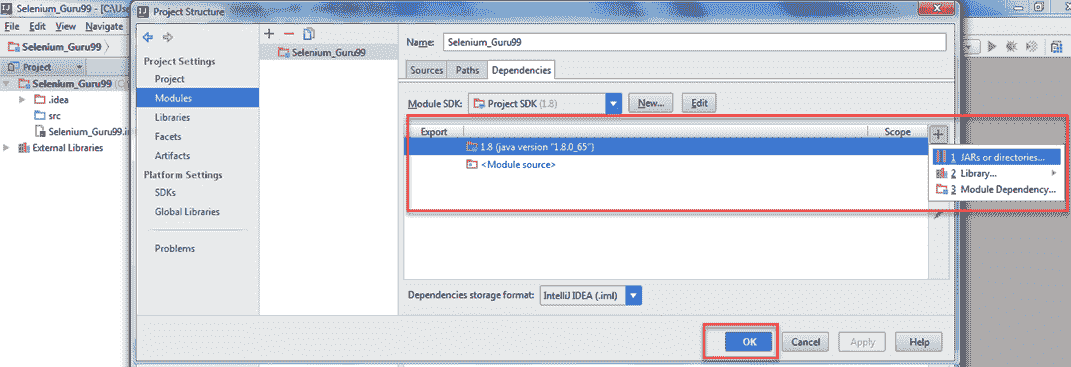 Selenium_Guru99 - [C:\Use
File Edit View Navigate
Selenium_Guru99
Project
Selenium_Guru99
.idea
src
Selenium_Guru99.i
External Libraries
Project Structure
Project Settings
Project
Modules
Libraries
Facets
Artifacts
Platform Settings
SDKs
Global Libraries
Problems
Selenium_Guru99
Name: Selenium_Guru99
Sources Paths Dependencies
Module SDK: Project SDK (1.8) New... Edit
Export Scope
1.8 (java version "1.8.0_65")
<Module source>
1 JARs or directories...
2 Library...
3 Module Dependency...
Dependencies storage format: IntelliJ IDEA (.iml)
OK Cancel Apply Help